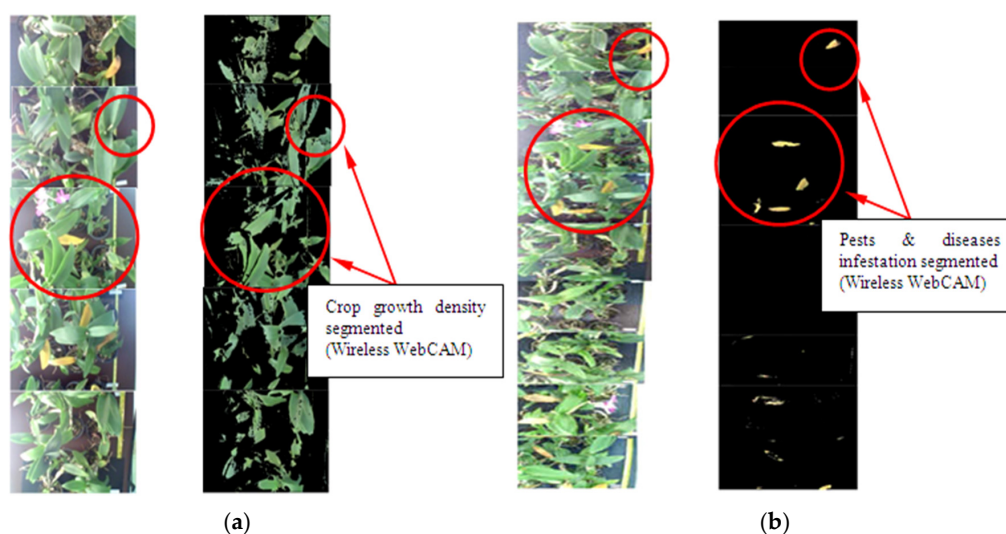 Crop growth density
segmented
(Wireless WebCAM)
Pests & diseases
infestation segmented
(Wireless WebCAM)
(a)
(b)